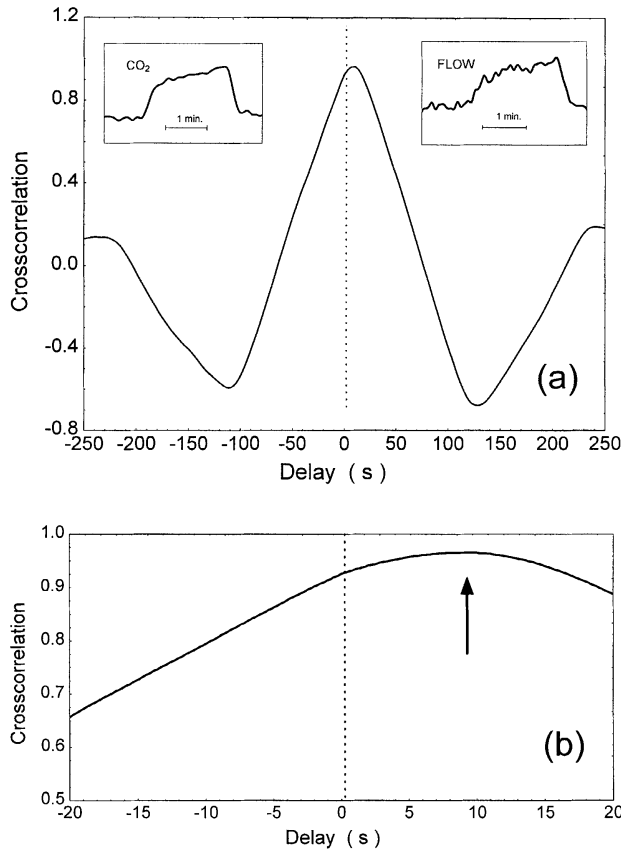 1.2
0.8
0.4
0.0
-0.4
-0.8
Crosscorrelation
CO2
1 min.
FLOW
1 min.
(a)
-250 -200 -150 -100 -50 0 50 100 150 200 250
Delay ( s )
1.0
0.9
0.8
0.7
0.6
0.5
Crosscorrelation
(b)
-20 -15 -10 -5 0 5 10 15 20
Delay ( s )